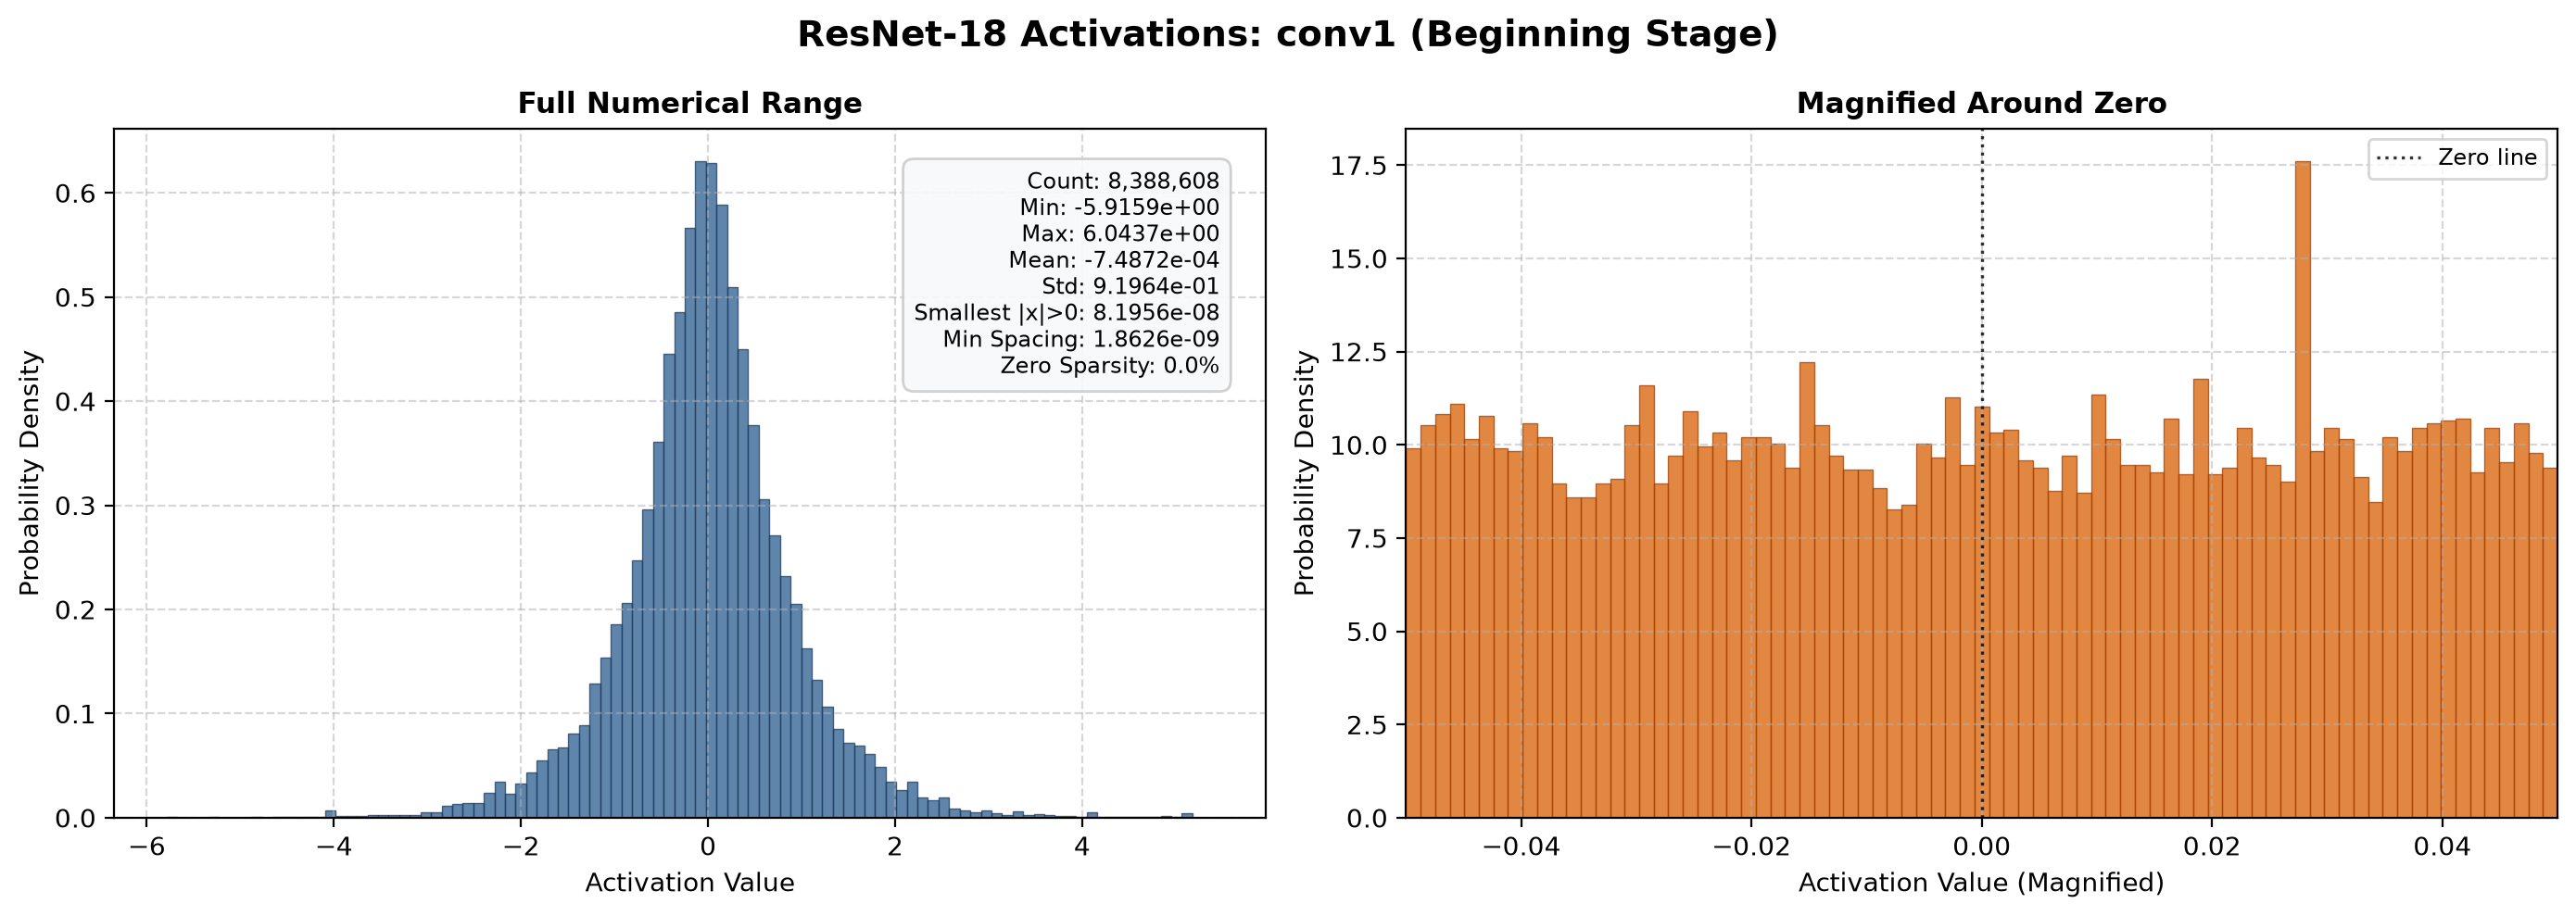 ResNet-18 Activations: conv1 (Beginning Stage)
Full Numerical Range
Probability Density
0.6
0.5
0.4
0.3
0.2
0.1
0.0
Count: 8,388,608
Min: -5.9159e+00
Max: 6.0437e+00
Mean: -7.4872e-04
Std: 9.1964e-01
Smallest |x|>0: 8.1956e-08
Min Spacing: 1.8626e-09
Zero Sparsity: 0.0%
−6 −4 −2 0 2 4
Activation Value
Magnified Around Zero
Probability Density
17.5
15.0
12.5
10.0
7.5
5.0
2.5
0.0
Zero line
−0.04 −0.02 0.00 0.02 0.04
Activation Value (Magnified)